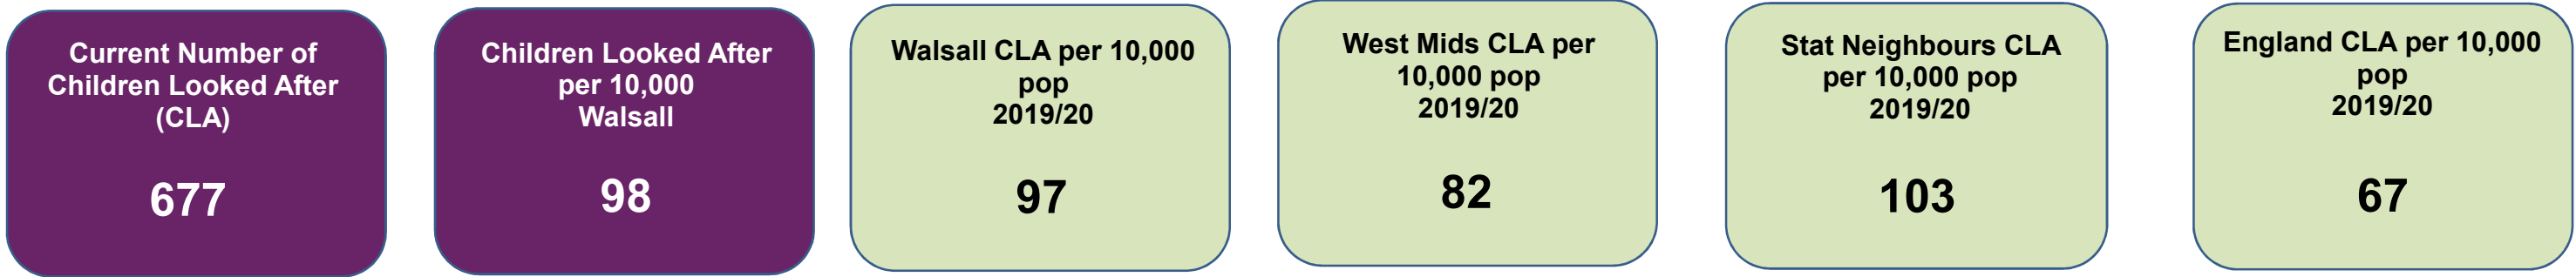 Current Number of
Children Looked After
(CLA)
677
Children Looked After
per 10,000
Walsall
98
Walsall CLA per 10,000
pop
2019/20
97
West Mids CLA per
10,000 pop
2019/20
82
Stat Neighbours CLA
per 10,000 pop
2019/20
103
England CLA per 10,000
pop
2019/20
67